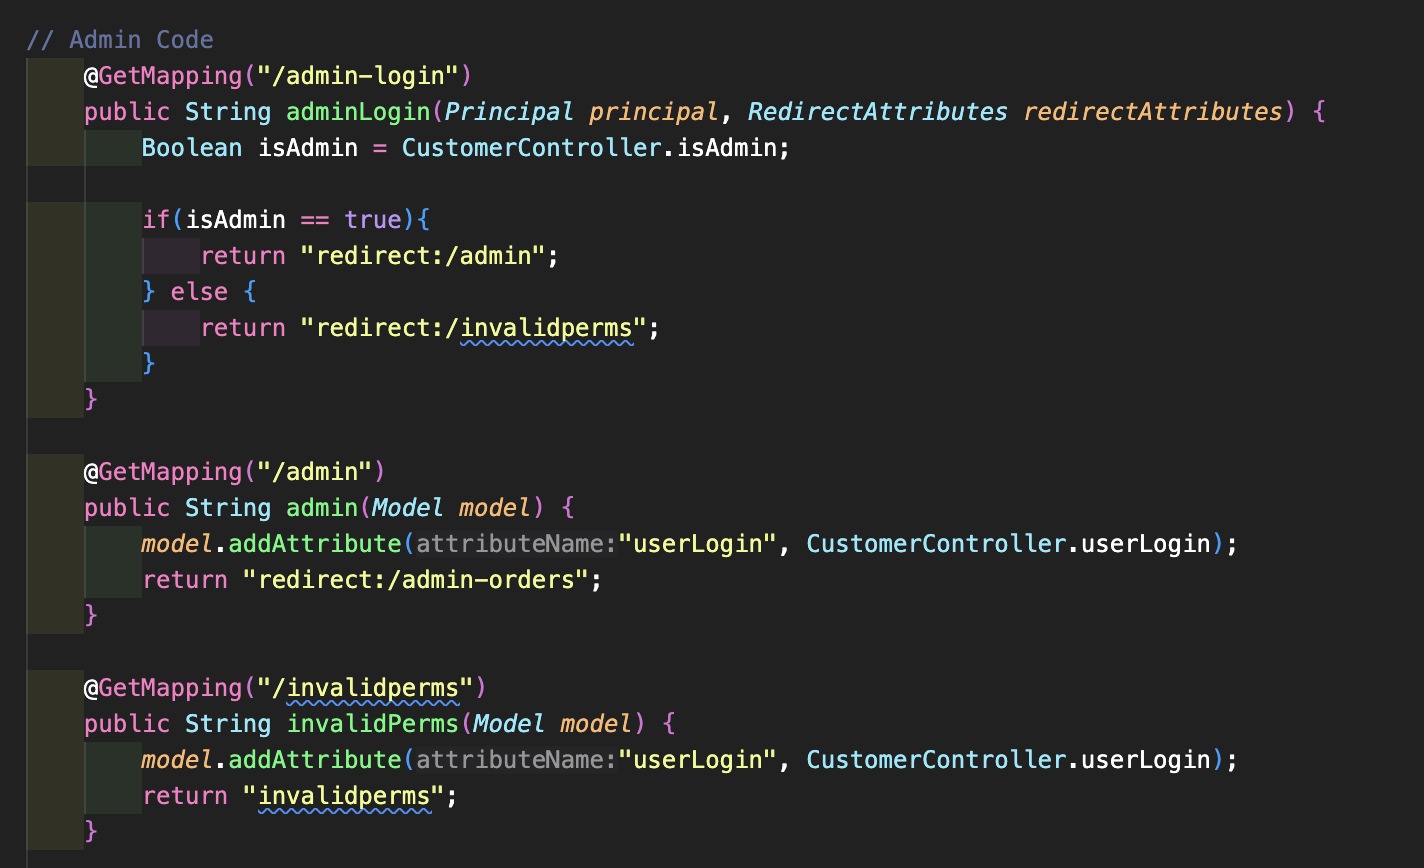 // Admin Code
@GetMapping("/admin-login")
public String adminLogin(Principal principal, RedirectAttributes redirectAttributes) {
Boolean isAdmin = CustomerController.isAdmin;
if(isAdmin == true){
return "redirect:/admin";
} else {
return "redirect:/invalidperms";
}
}
@GetMapping("/admin")
public String admin(Model model) {
model.addAttribute(attributeName:"userLogin", CustomerController.userLogin);
return "redirect:/admin-orders";
}
@GetMapping("/invalidperms")
public String invalidPerms(Model model) {
model.addAttribute(attributeName:"userLogin", CustomerController.userLogin);
return "invalidperms";
}